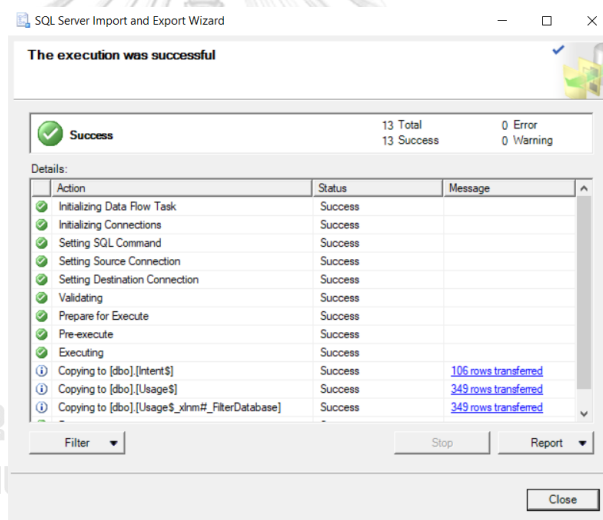 SQL Server Import and Export Wizard
The execution was successful
Success
13 Total
0 Error
13 Success
0 Warning
Details:
Action Status Message
Initializing Data Flow Task Success
Initializing Connections Success
Setting SQL Command Success
Setting Source Connection Success
Setting Destination Connection Success
Validating Success
Prepare for Execute Success
Pre-execute Success
Executing Success
Copying to [dbo].[Intent$] Success 106 rows transferred
Copying to [dbo].[Usage$] Success 349 rows transferred
Copying to [dbo].[Usage$_xlnm#_FilterDatabase] Success 349 rows transferred
Filter Stop Report
Close